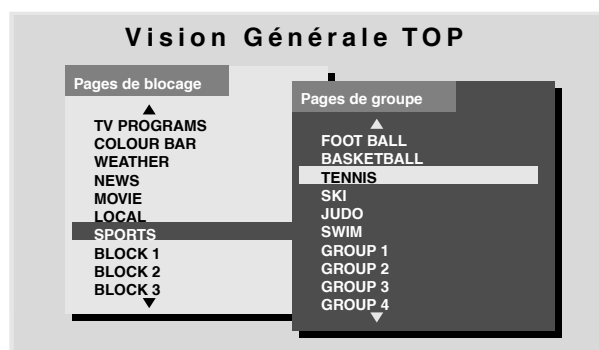 Vision Générale TOP
Pages de blocage
TV PROGRAMS
COLOUR BAR
WEATHER
NEWS
MOVIE
LOCAL
SPORTS
BLOCK 1
BLOCK 2
BLOCK 3
Pages de groupe
FOOT BALL
BASKETBALL
TENNIS
SKI
JUDO
SWIM
GROUP 1
GROUP 2
GROUP 3
GROUP 4